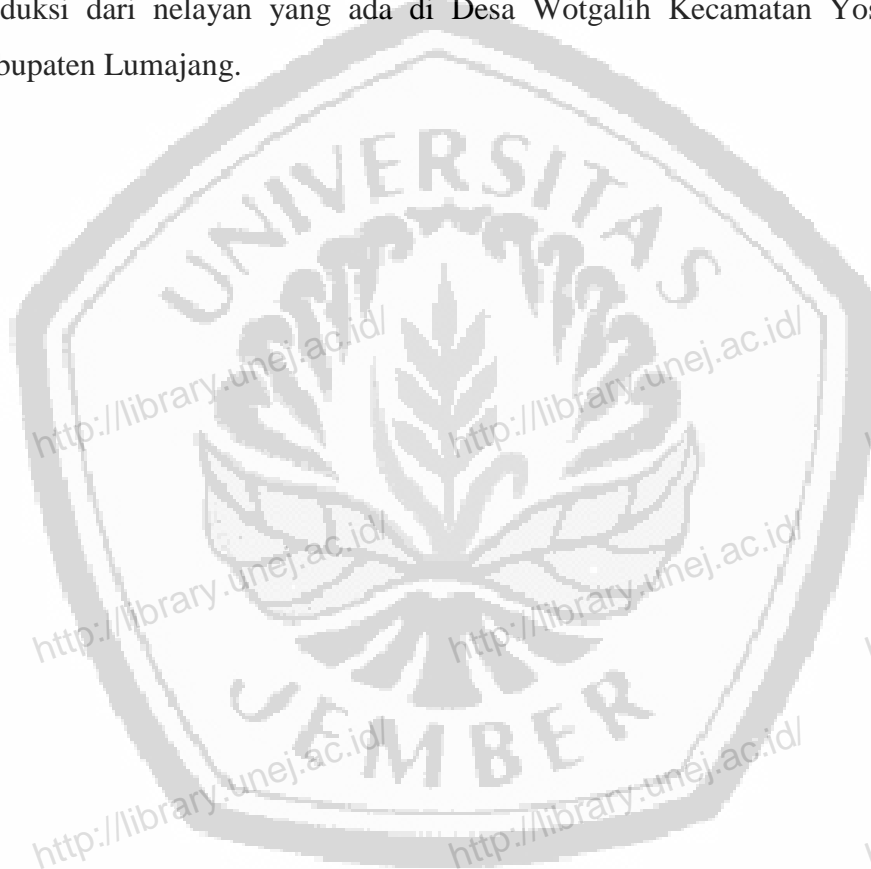 duksi dari nelayan yang ada di Desa Wotgalih Kecamatan Yos
bupaten Lumajang.
UNIVERSITAS
http://library.unej.ac.id/
http://library.unej.ac.id/
http://library.unej.ac.id/
http://library.unej.ac.id/
JEMBER
http://library.unej.ac.id/
http://library.unej.ac.id/